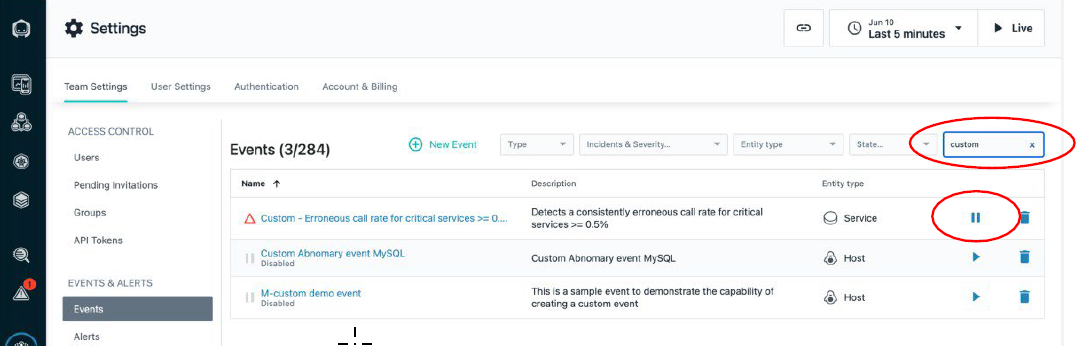 Settings
Jun 10
Last 5 minutes
Live
Team Settings
User Settings
Authentication
Account & Billing
ACCESS CONTROL
Users
Pending Invitations
Groups
API Tokens
EVENTS & ALERTS
1
Events
Alerts
Events (3/284)
New Event
Type
Incidents & Severity...
Entity type
State...
custom
x
Name ↑
Description
Entity type
Custom - Erroneous call rate for critical services >= 0....
Detects a consistently erroneous call rate for critical
services >= 0.5%
Service
Custom Abnomary event MySQL
Disabled
Custom Abnomary event MySQL
Host
M-custom demo event
Disabled
This is a sample event to demonstrate the capability of
creating a custom event
Host